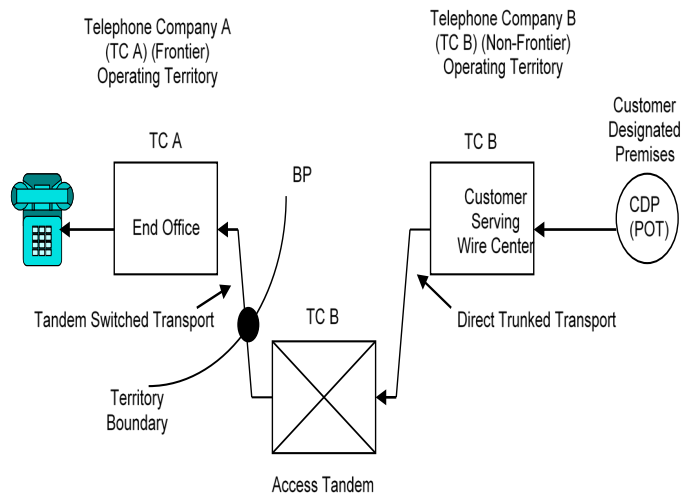 Telephone Company A
(TC A) (Frontier)
Operating Territory
Telephone Company B
(TC B) (Non-Frontier)
Operating Territory
Customer
Designated
Premises
TC A
TC B
BP
End Office
Customer
Serving
Wire Center
CDP
(POT)
Tandem Switched Transport
TC B
Direct Trunked Transport
Territory
Boundary
Access Tandem